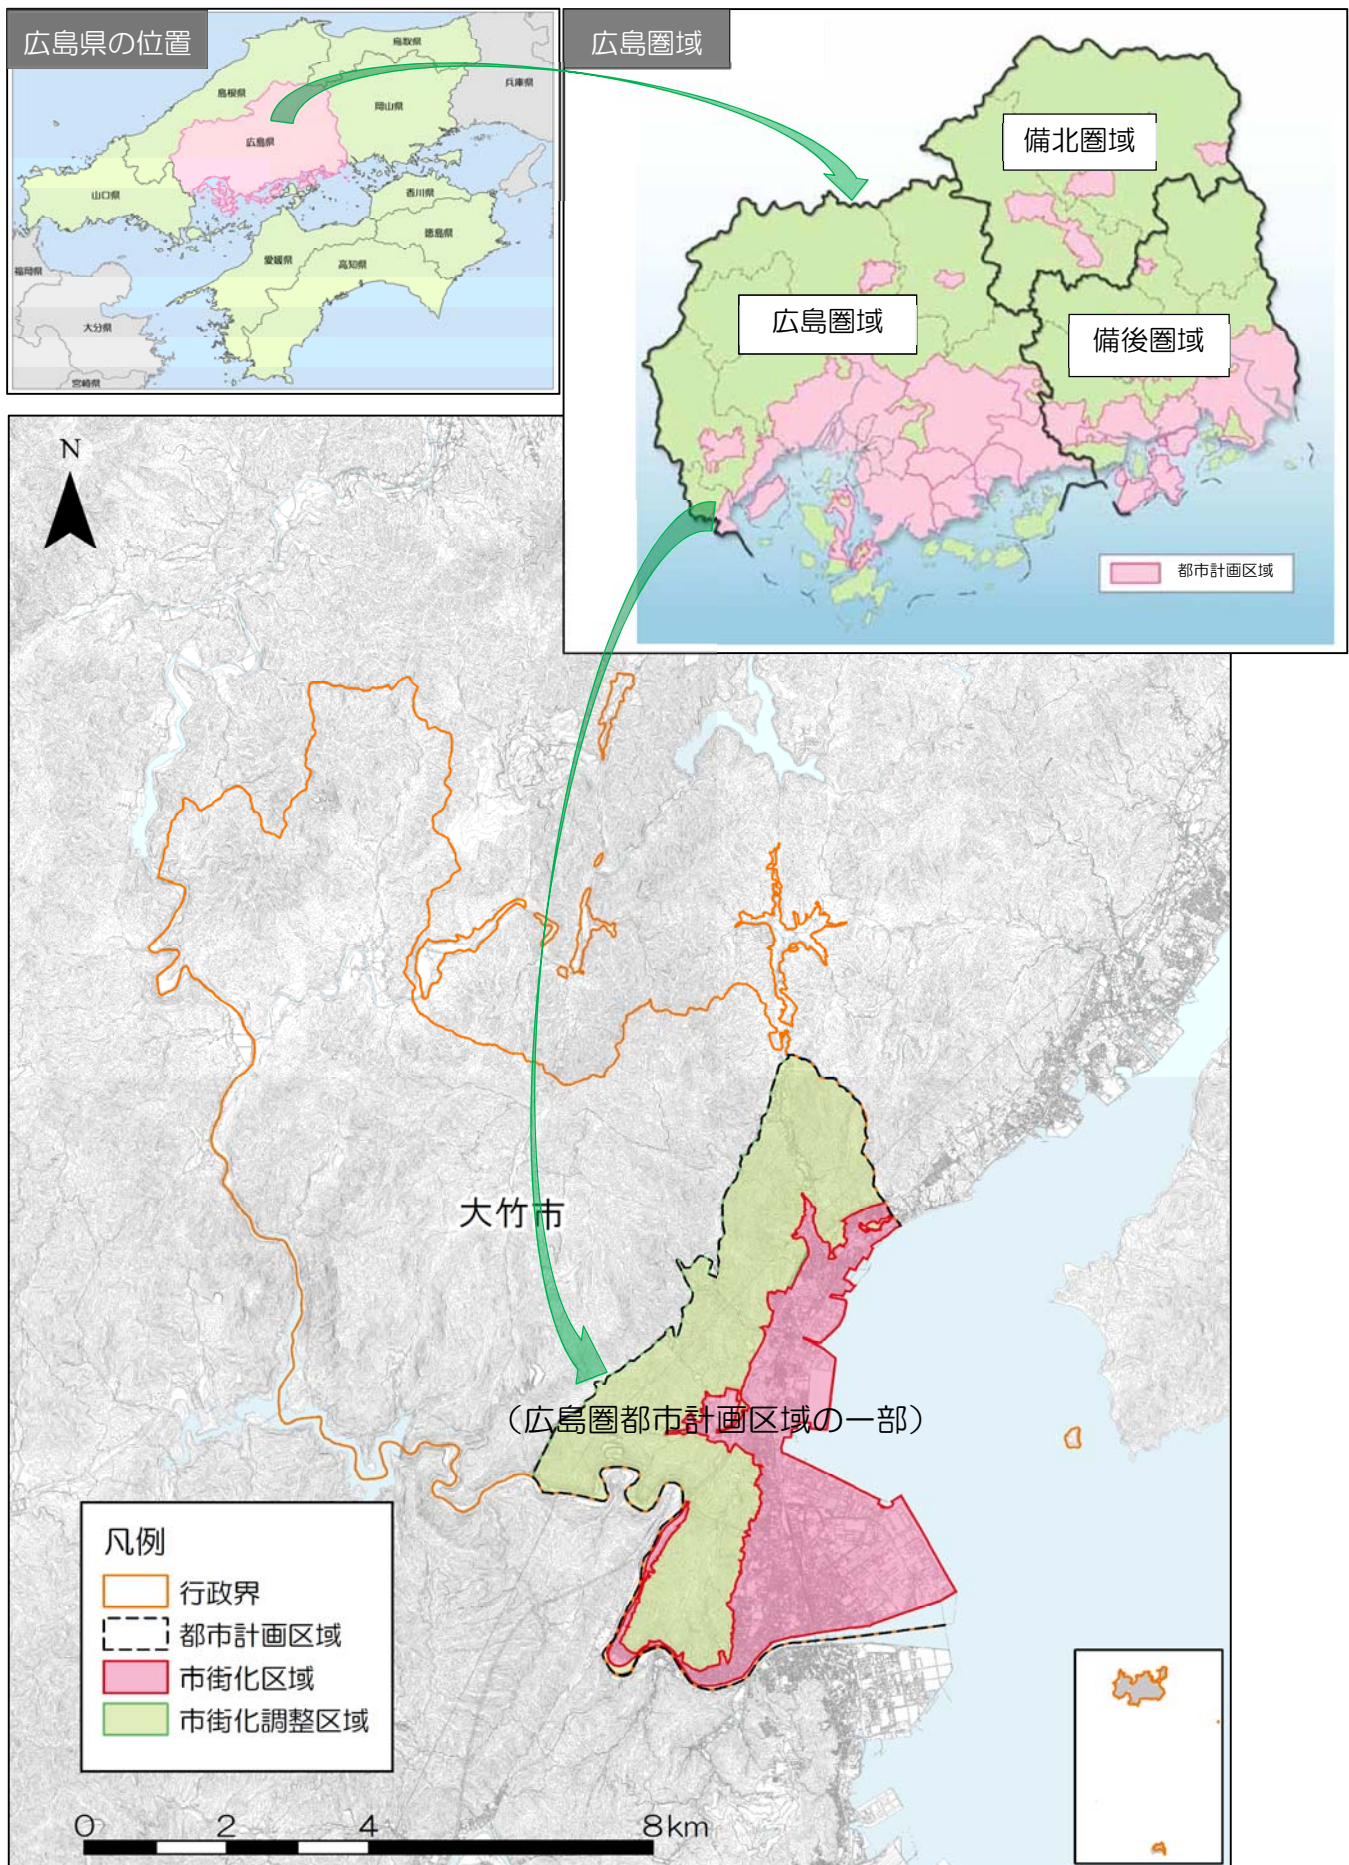 広島県の位置
鳥取県
兵庫県
島根県
岡山県
広島県
山口県
香川県
徳島県
愛媛県
高知県
福岡県
大分県
宮崎県
広島圏域
備北圏域
広島圏域
備後圏域
都市計画区域
N
大竹市
（広島圏都市計画区域の一部）
凡例
行政界
都市計画区域
市街化区域
市街化調整区域
0 2 4 8km